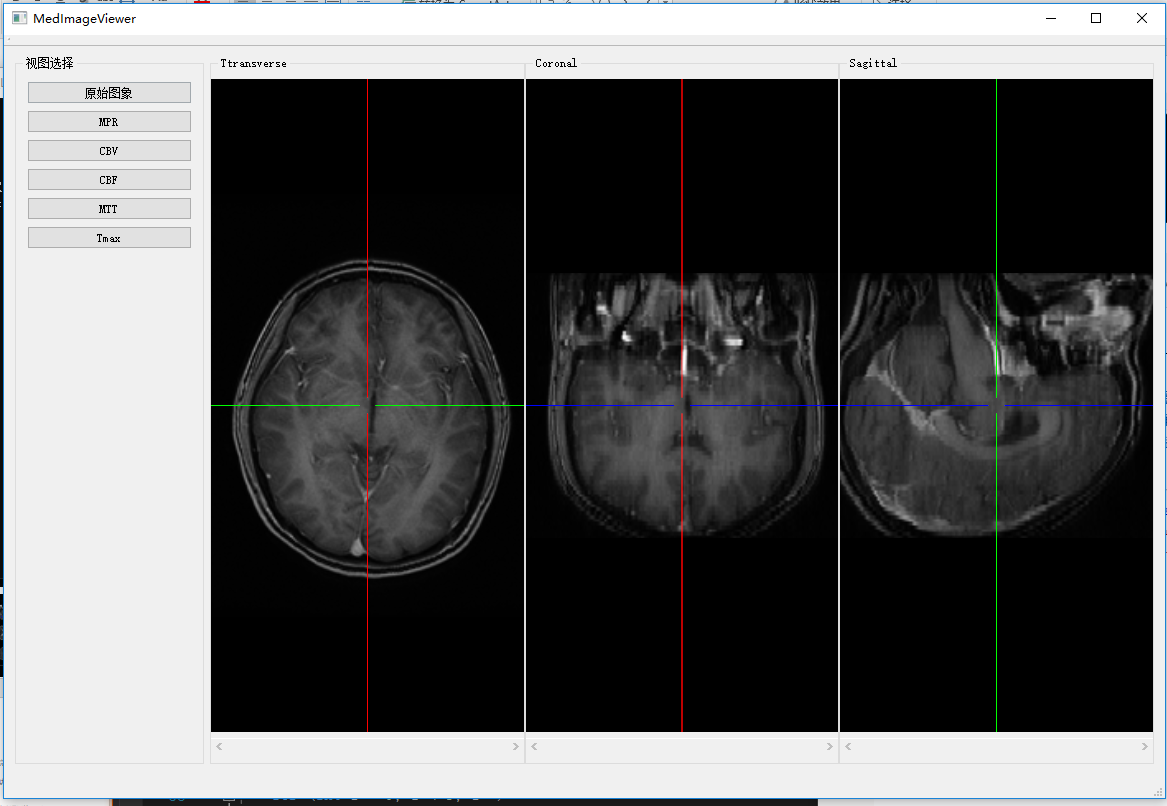 MedImageViewer
视图选择
原始图象
MPR
CBV
CBF
MTT
Tmax
Ttransverse
Coronal
Sagittal